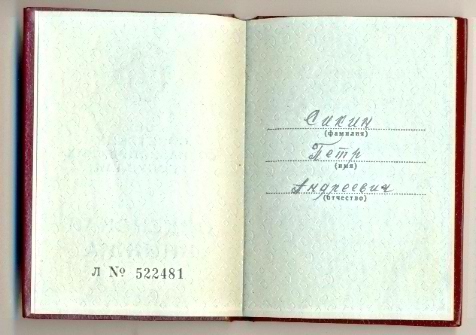 Л № 522481
Сикин
(фамилия)
Петр
(имя)
Андреевич
(отчество)